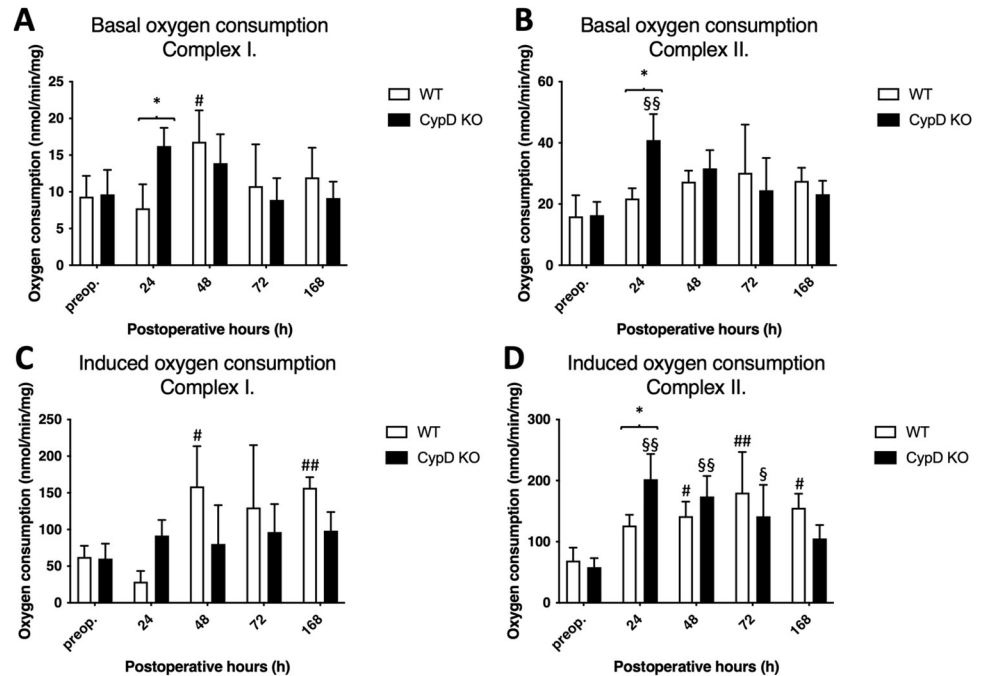 A
Basal oxygen consumption
Complex I.
Oxygen consumption (nmol/min/mg)
25
20
15
10
5
0
*
#
WT
CypD KO
preop.
24
48
72
168
Postoperative hours (h)
B
Basal oxygen consumption
Complex II.
Oxygen consumption (nmol/min/mg)
60
40
20
0
*
§§
WT
CypD KO
preop.
24
48
72
168
Postoperative hours (h)
C
Induced oxygen consumption
Complex I.
Oxygen consumption (nmol/min/mg)
250
200
150
100
50
0
#
##
WT
CypD KO
preop.
24
48
72
168
Postoperative hours (h)
D
Induced oxygen consumption
Complex II.
Oxygen consumption (nmol/min/mg)
300
200
100
0
*
§§
#
§§
##
§
#
WT
CypD KO
preop.
24
48
72
168
Postoperative hours (h)